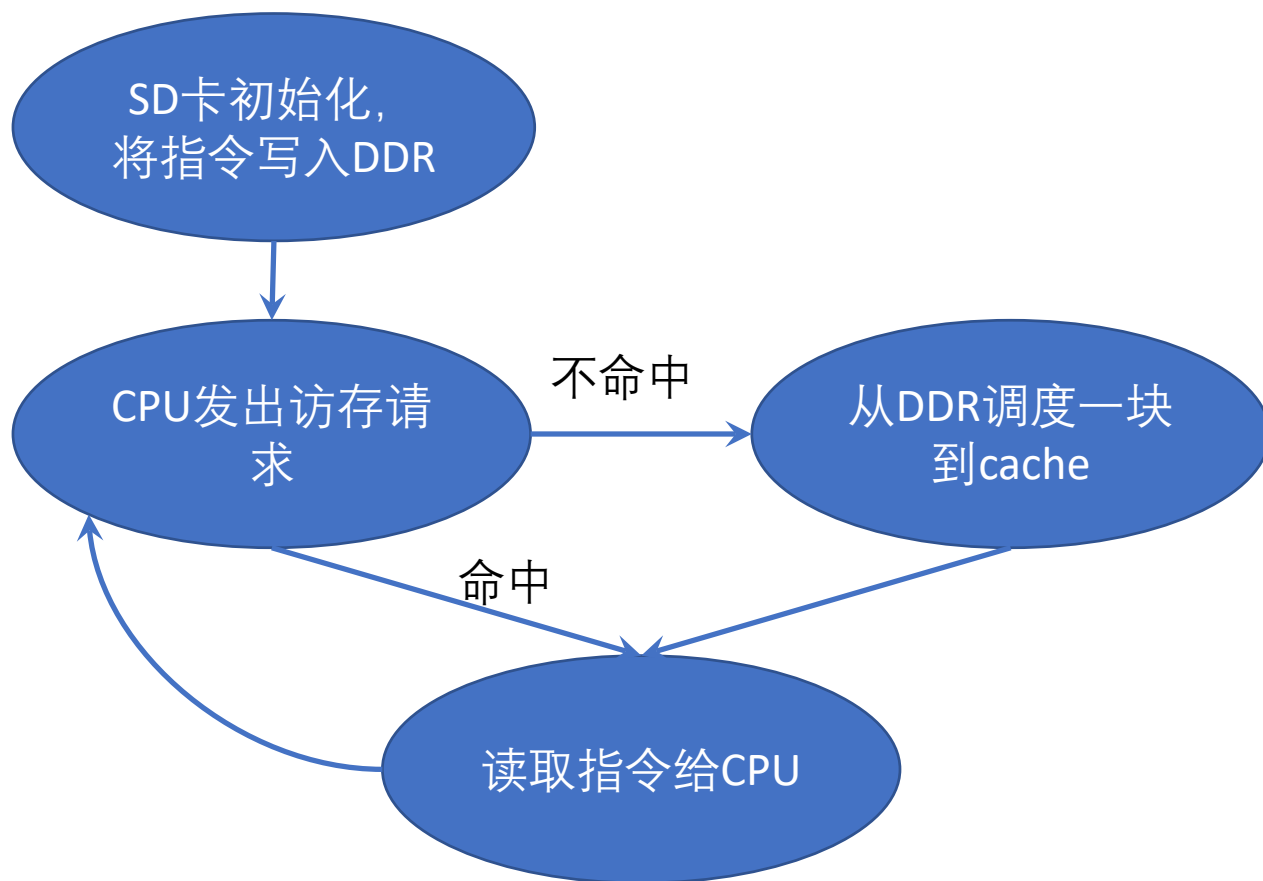 SD卡初始化,
将指令写入DDR
CPU发出访存请
求
不命中
从DDR调度一块
到cache
命中
读取指令给CPU